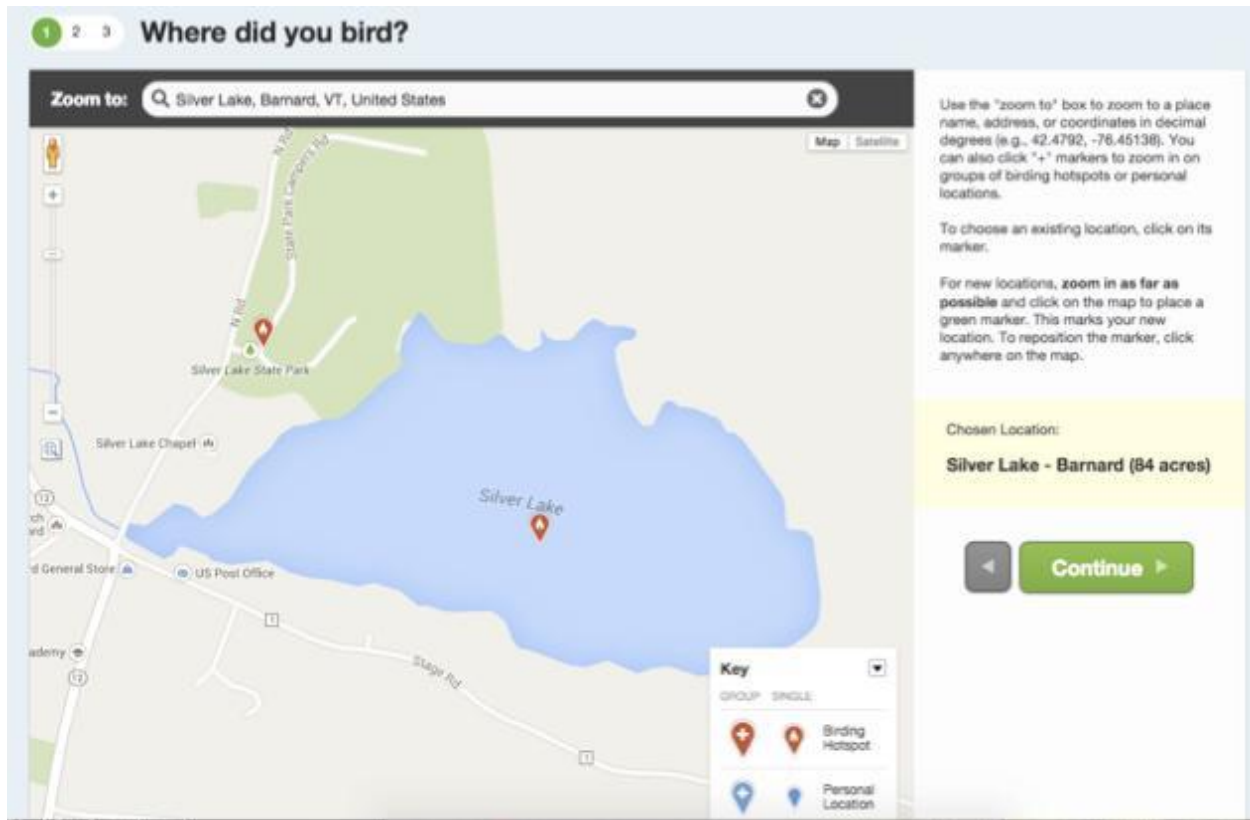 1 2 3 Where did you bird?
Zoom to: Silver Lake, Barnard, VT, United States
Map Satellite
N Rd
State Park Campers Rd
N Rd
Silver Lake State Park
Silver Lake Chapel
Silver Lake
12
General Store
US Post Office
1
Stage Rd
12
1
Key
GROUP SINGLE
Birding
Hotspot
Personal
Location
Use the "zoom to" box to zoom to a place
name, address, or coordinates in decimal
degrees (e.g., 42.4792, -76.45138). You
can also click "+" markers to zoom in on
groups of birding hotspots or personal
locations.
To choose an existing location, click on its
marker.
For new locations, zoom in as far as
possible and click on the map to place a
green marker. This marks your new
location. To reposition the marker, click
anywhere on the map.
Chosen Location:
Silver Lake - Barnard (84 acres)
Continue